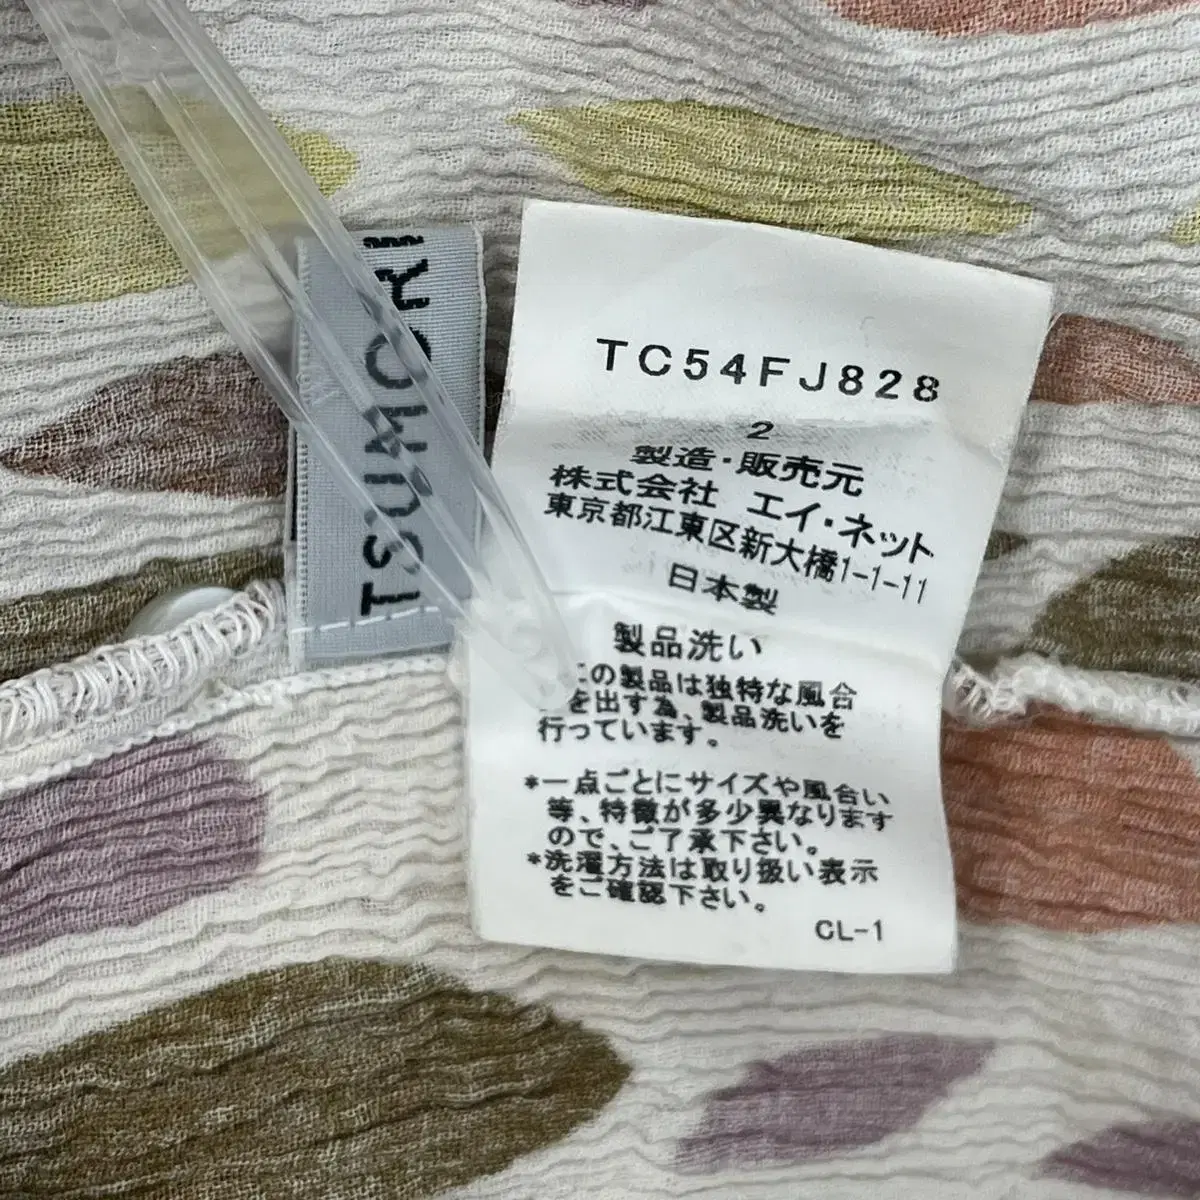 TSUMORI
TC54FJ828
2
製造・販売元
株式会社 エイ・ネット
東京都江東区新大橋1-1-11
日本製
製品洗い
この製品は独特な風合
を出す為、製品洗いを
行っています。
*一点ごとにサイズや風合い
等、特徴が多少異なります
ので、ご了承下さい。
*洗濯方法は取り扱い表示
をご確認下さい。
CL-1